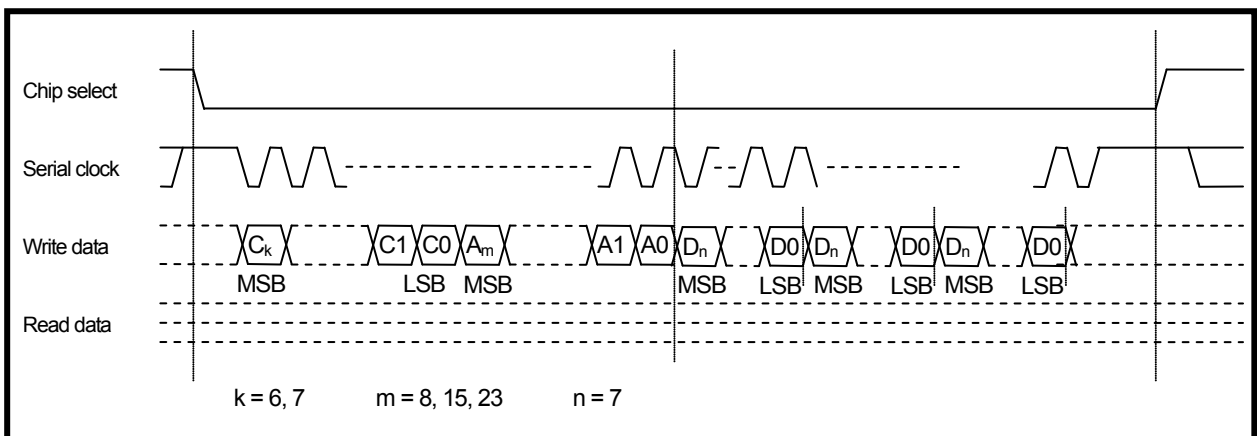 Chip select
Serial clock
Write data Cₖ C1 C0 Aₘ A1 A0 Dₙ D0 Dₙ D0 Dₙ D0
MSB LSB MSB MSB LSB MSB LSB MSB LSB
Read data
k = 6, 7 m = 8, 15, 23 n = 7